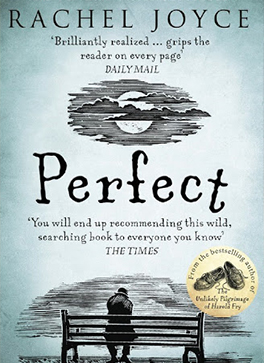 RACHEL JOYCE
‘Brilliantly realized ... grips the
reader on every page’
DAILY MAIL
Perfect
‘You will end up recommending this wild,
searching book to everyone you know’
THE TIMES
From the bestselling author of
The
Unlikely Pilgrimage
of Harold Fry